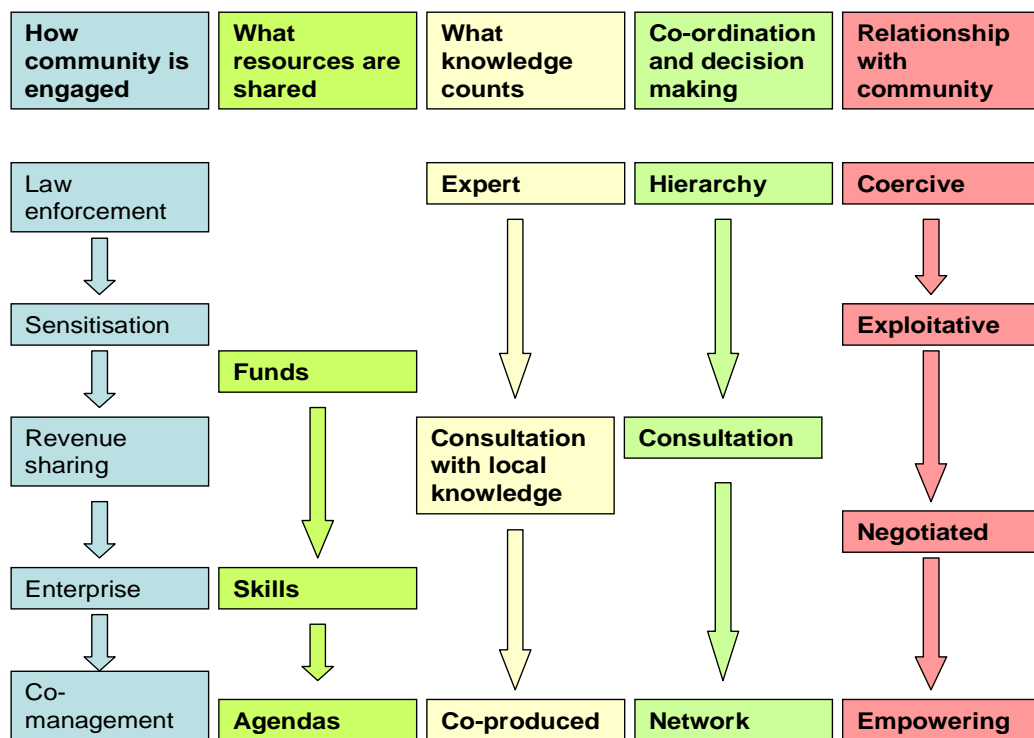 How
community is
engaged
What
resources are
shared
What
knowledge
counts
Co-ordination
and decision
making
Relationship
with
community
Law
enforcement
Expert
Hierarchy
Coercive
Sensitisation
Exploitative
Funds
Revenue
sharing
Consultation
with local
knowledge
Consultation
Negotiated
Enterprise
Skills
Co-
management
Agendas
Co-produced
Network
Empowering